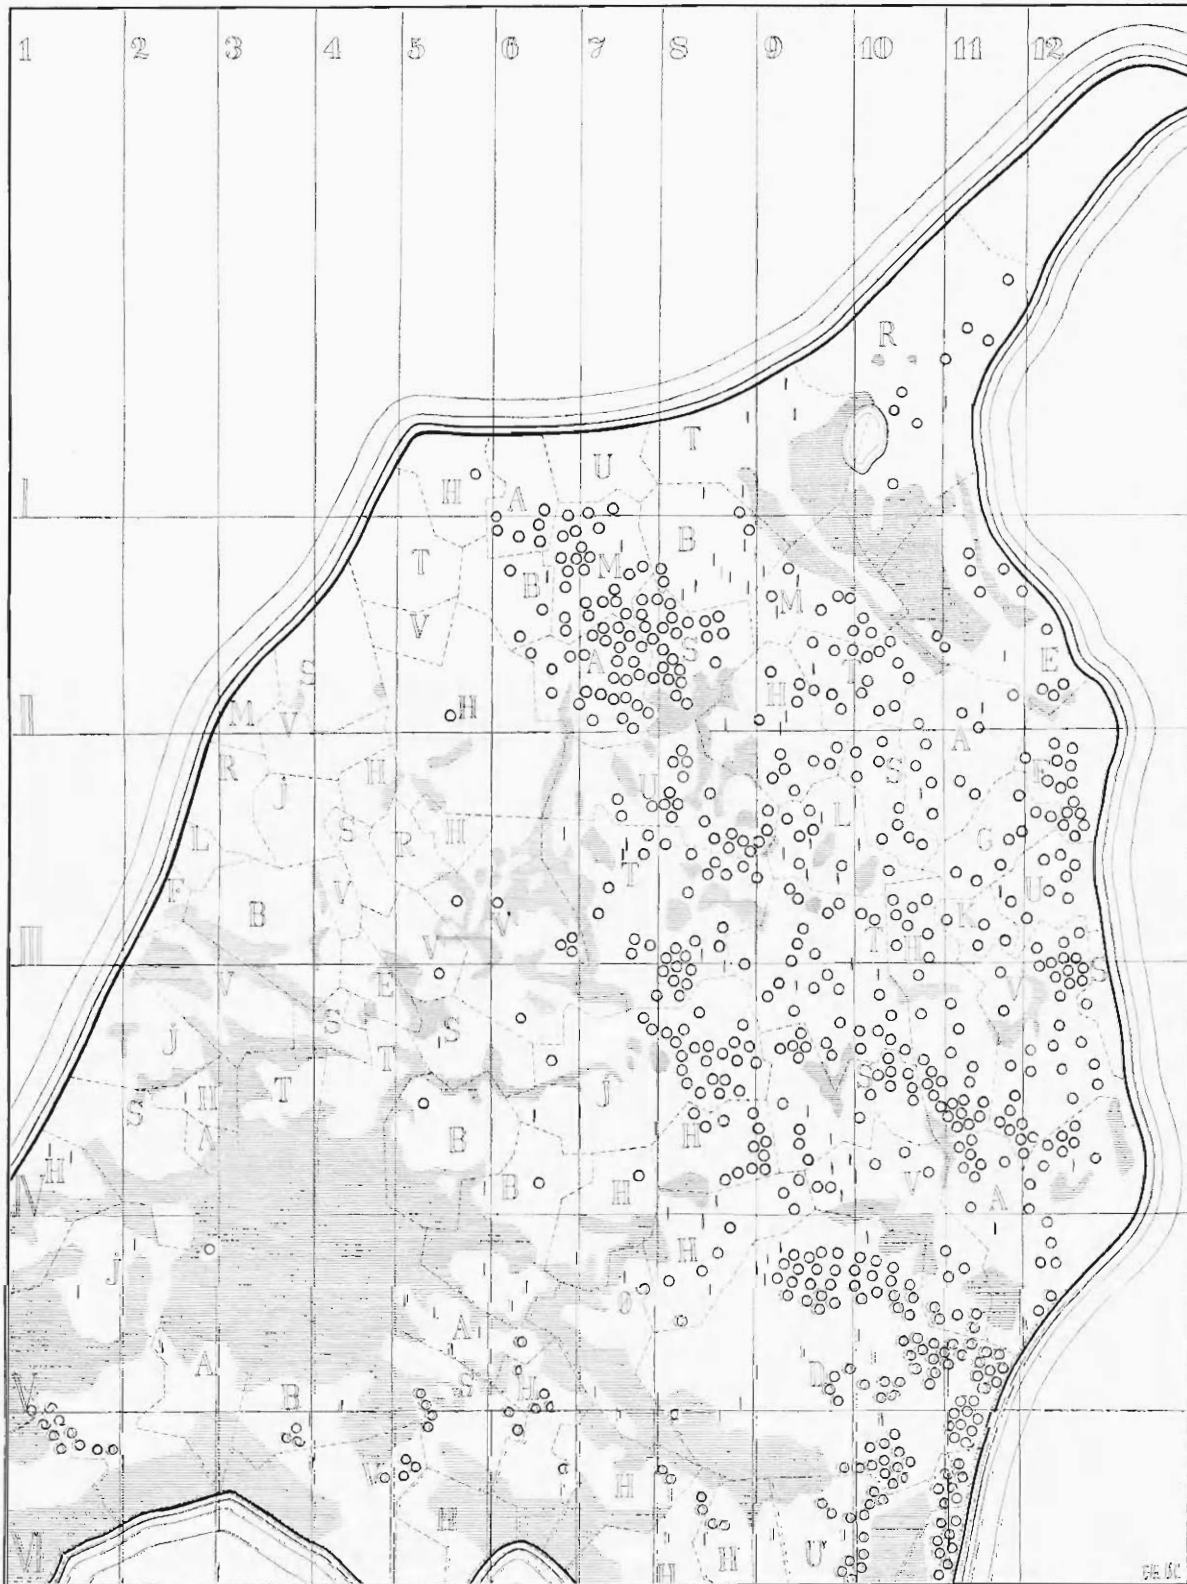 1 2 3 4 5 6 7 8 9 10 11 12
R
T
U
H A
I
B
T M
B
V M
A S T E
S H
H
M V
II
A
R H S
J U T
S H L
L R G
T
E V U
B K
V V T H
III
V S
E V
S S
J T
T J S
H
S
A B H
H B H V
IV A
H
J
A
A H
B D
V
V
H
H
H U
VI H